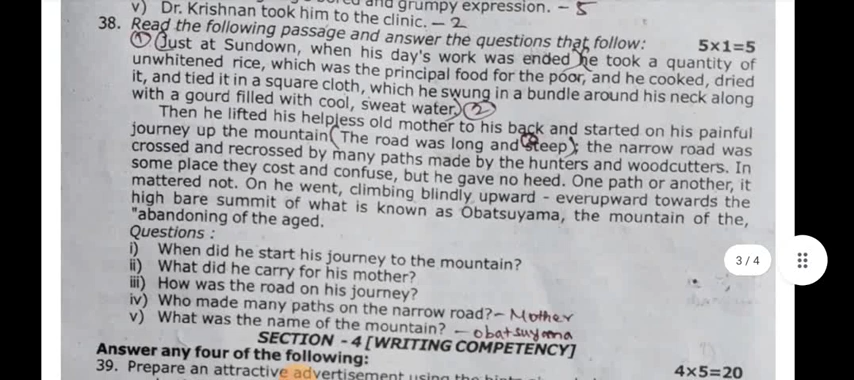 ored and grumpy expression. - 5
v) Dr. Krishnan took him to the clinic. - 2
38. Read the following passage and answer the questions that follow: 5x1=5
① Just at Sundown, when his day's work was ended he took a quantity of
unwhitened rice, which was the principal food for the poor, and he cooked, dried
it, and tied it in a square cloth, which he swung in a bundle around his neck along
with a gourd filled with cool, sweat water. ②
Then he lifted his helpless old mother to his back and started on his painful
journey up the mountain. (The road was long and steep); the narrow road was
crossed and recrossed by many paths made by the hunters and woodcutters. In
some place they cost and confuse, but he gave no heed. One path or another, it
mattered not. On he went, climbing blindly upward - everupward towards the
high bare summit of what is known as Obatsuyama, the mountain of the,
"abandoning of the aged.
Questions :
i) When did he start his journey to the mountain?
ii) What did he carry for his mother?
iii) How was the road on his journey?
iv) Who made many paths on the narrow road? - Mother
v) What was the name of the mountain? - obatsuyama
SECTION - 4 [WRITING COMPETENCY]
Answer any four of the following: 4x5=20
39. Prepare an attractive advertisement using the hints
3 / 4